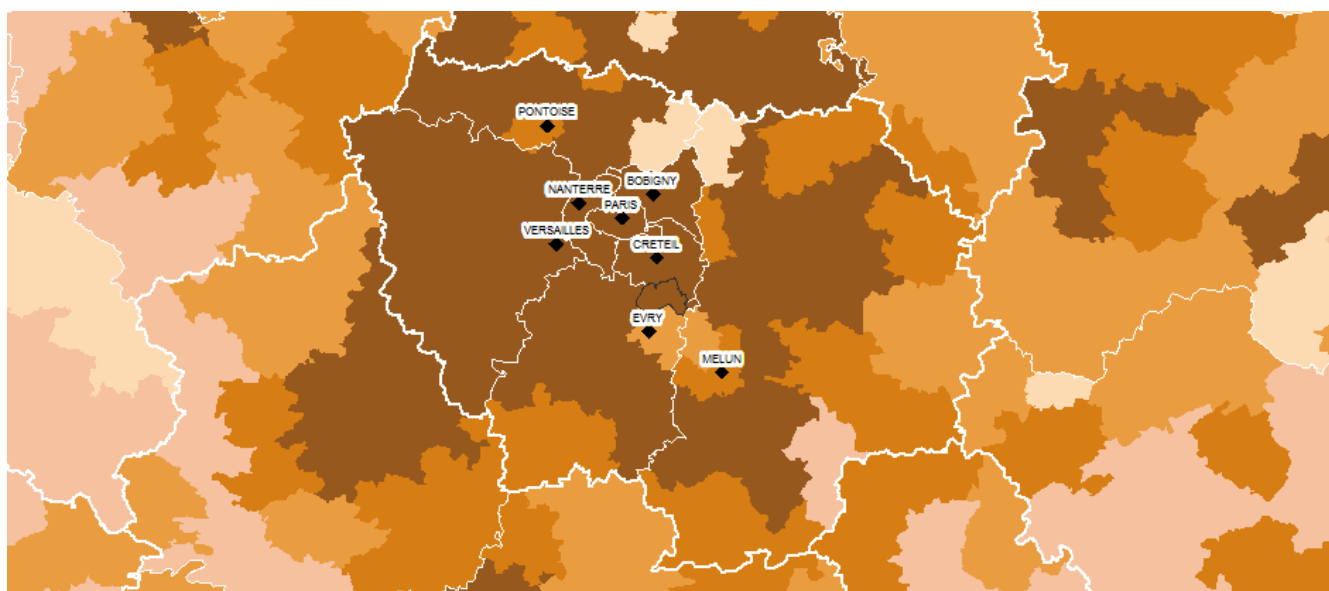 PONTOISE
BOBIGNY
NANTERRE
PARIS
VERSAILLES
CRETEIL
EVRY
MELUN